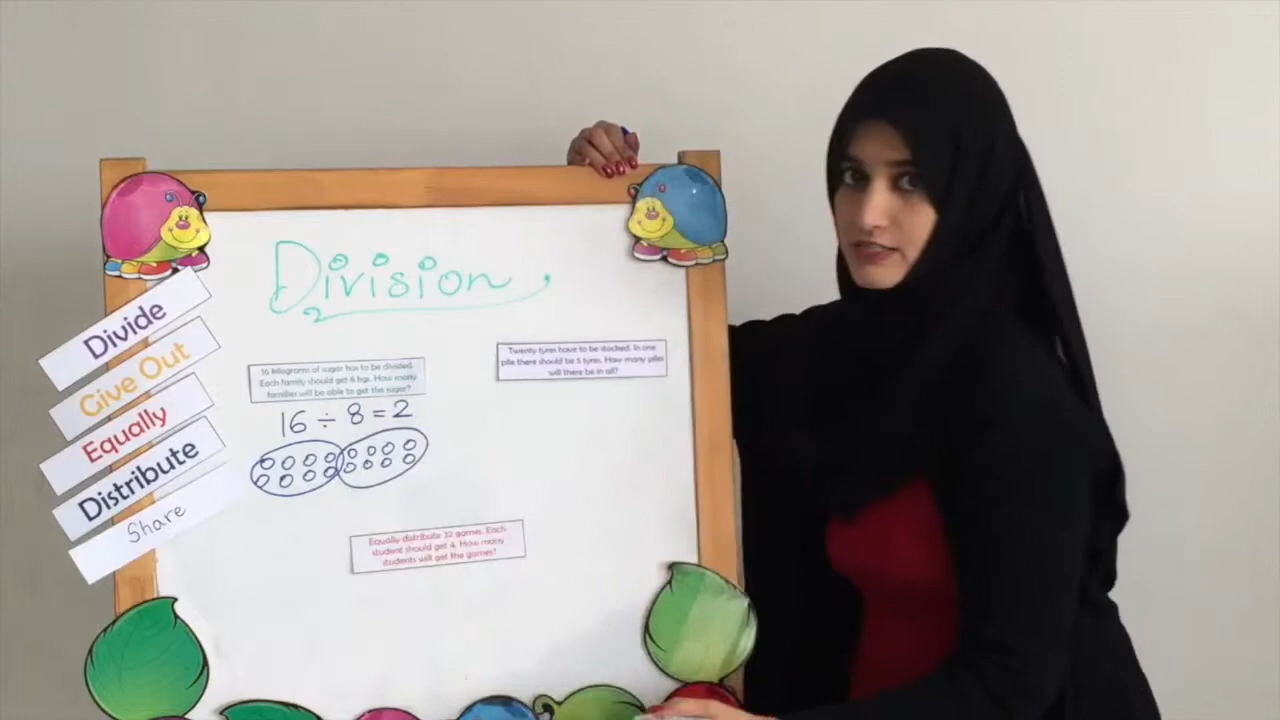 Division
Divide
Give Out
Equally
Distribute
Share
16 kilograms of sugar has to be divided.
Each family should get 8 kgs. How many
families will be able to get the sugar?
16 ÷ 8 = 2
Twenty tyres have to be stacked. In one
pile there should be 5 tyres. How many piles
will there be in all?
Equally distribute 32 games. Each
student should get 4. How many
students will get the games?